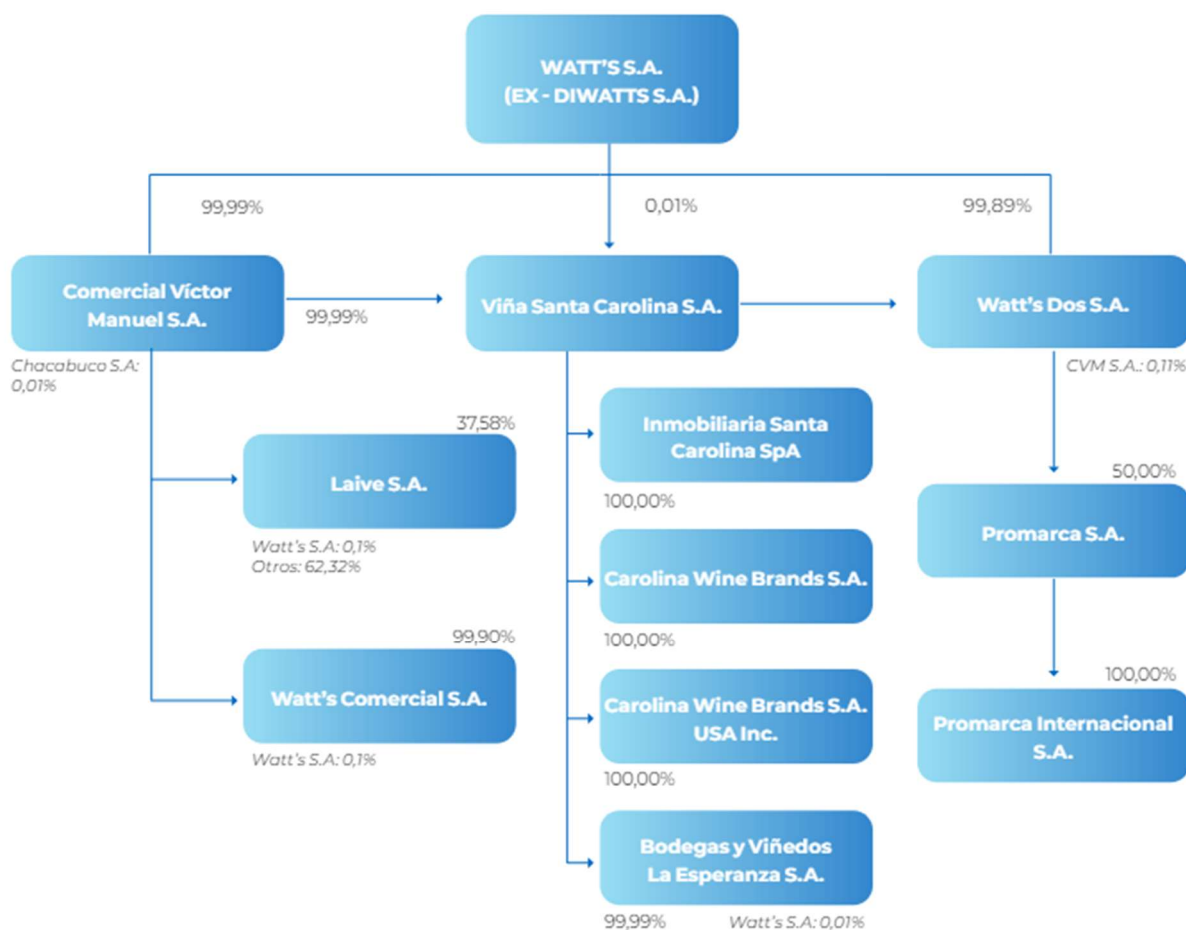 WATT'S S.A.
(EX - DIWATTS S.A.)
99,99%
0,01%
99,89%
Comercial Víctor
Manuel S.A.
99,99%
Viña Santa Carolina S.A.
Watt's Dos S.A.
Chacabuco S.A:
0,01%
CVM S.A.: 0,11%
37,58%
Laive S.A.
Watt's S.A: 0,1%
Otros: 62,32%
99,90%
Watt's Comercial S.A.
Watt's S.A: 0,1%
Inmobiliaria Santa
Carolina SpA
100,00%
Carolina Wine Brands S.A.
100,00%
Carolina Wine Brands S.A.
USA Inc.
100,00%
Bodegas y Viñedos
La Esperanza S.A.
99,99%
Watt's S.A: 0,01%
50,00%
Promarca S.A.
100,00%
Promarca Internacional
S.A.